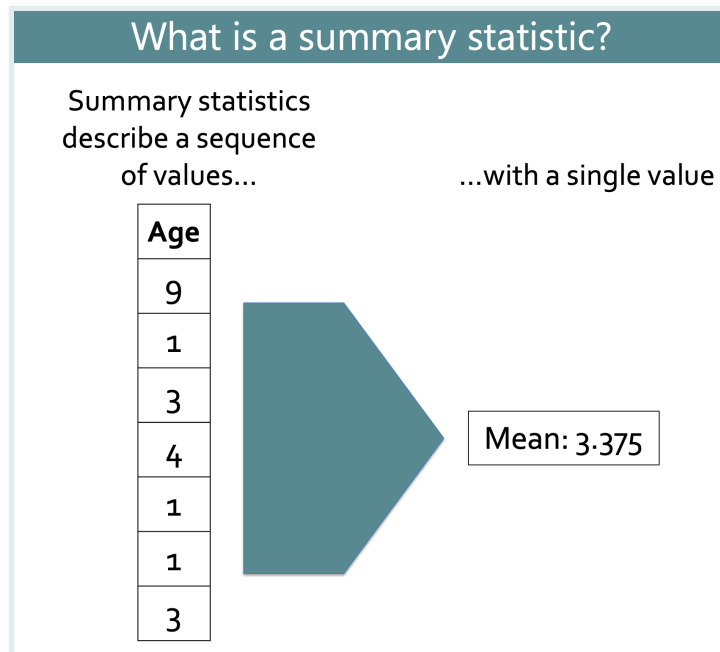 What is a summary statistic?
Summary statistics
describe a sequence
of values...
...with a single value
Age
9
1
3
4
1
1
3
Mean: 3.375